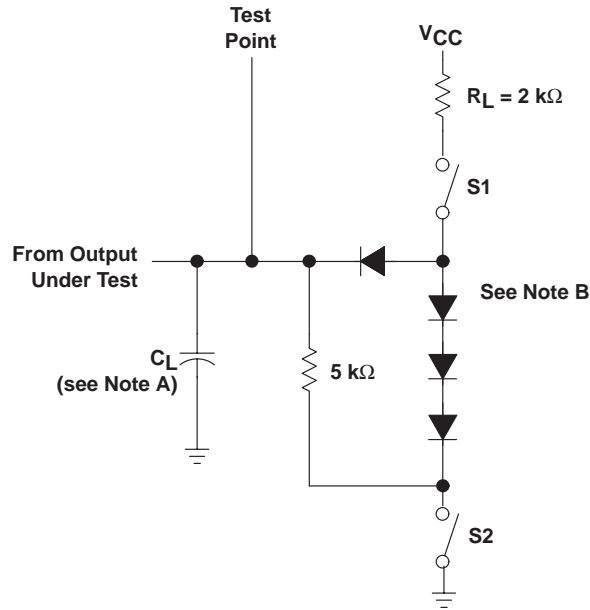 Test
Point
VCC
RL = 2 kΩ
S1
From Output
Under Test
See Note B
CL
(see Note A)
5 kΩ
S2